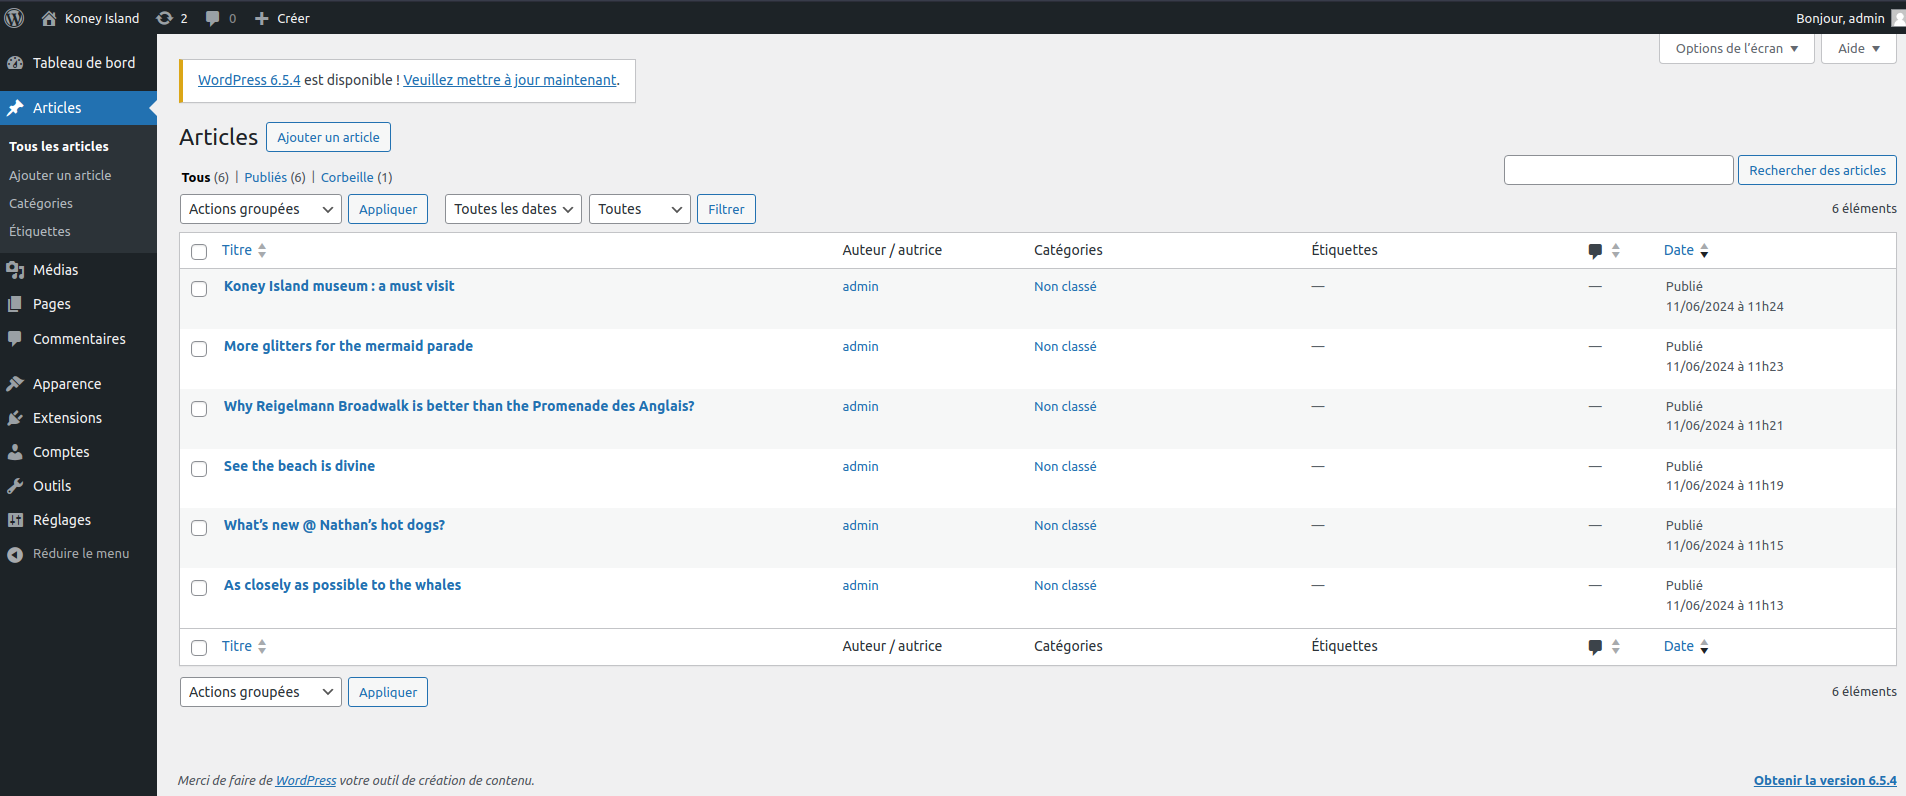 Koney Island 2 0 Créer Bonjour, admin
Options de l'écran Aide
Tableau de bord
Articles
Tous les articles
Ajouter un article
Catégories
Étiquettes
Médias
Pages
Commentaires
Apparence
Extensions
Comptes
Outils
Réglages
Réduire le menu
WordPress 6.5.4 est disponible ! Veuillez mettre à jour maintenant.
Articles Ajouter un article
Tous (6) | Publiés (6) | Corbeille (1)
Rechercher des articles
Actions groupées Appliquer Toutes les dates Toutes Filtrer
6 éléments
Titre Auteur / autrice Catégories Étiquettes Date
Koney Island museum : a must visit admin Non classé — — Publié
11/06/2024 à 11h24
More glitters for the mermaid parade admin Non classé — — Publié
11/06/2024 à 11h23
Why Reigelmann Broadwalk is better than the Promenade des Anglais? admin Non classé — — Publié
11/06/2024 à 11h21
See the beach is divine admin Non classé — — Publié
11/06/2024 à 11h19
What's new @ Nathan's hot dogs? admin Non classé — — Publié
11/06/2024 à 11h15
As closely as possible to the whales admin Non classé — — Publié
11/06/2024 à 11h13
Titre Auteur / autrice Catégories Étiquettes Date
Actions groupées Appliquer
6 éléments
Merci de faire de WordPress votre outil de création de contenu.
Obtenir la version 6.5.4